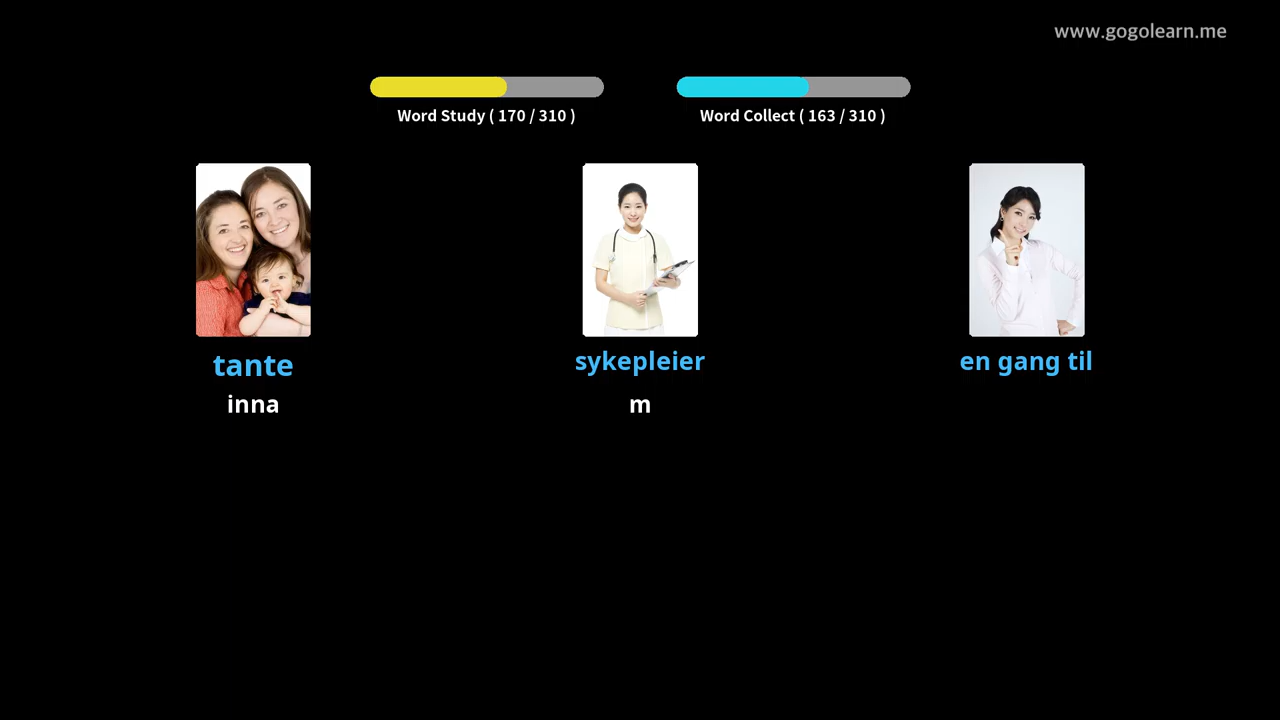 www.gogolearn.me
Word Study ( 170 / 310 )
Word Collect ( 163 / 310 )
tante
inna
sykepleier
m
en gang til